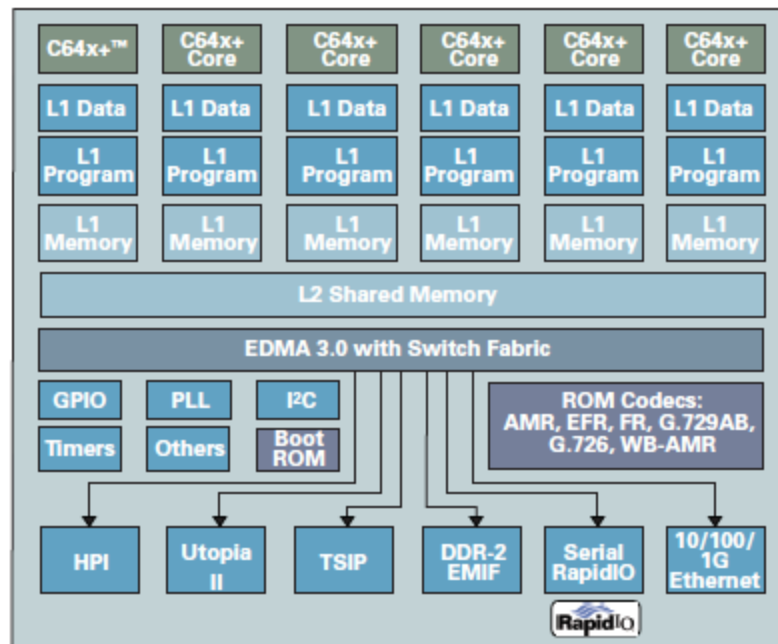 C64x+™ C64x+ Core C64x+ Core C64x+ Core C64x+ Core C64x+ Core
L1 Data L1 Data L1 Data L1 Data L1 Data L1 Data
L1 Program L1 Program L1 Program L1 Program L1 Program L1 Program
L1 Memory L1 Memory L1 Memory L1 Memory L1 Memory L1 Memory
L2 Shared Memory
EDMA 3.0 with Switch Fabric
GPIO PLL I²C
Timers Others Boot ROM
ROM Codecs:
AMR, EFR, FR, G.729AB,
G.726, WB-AMR
HPI Utopia II TSIP DDR-2 EMIF Serial RapidIO 10/100/1G Ethernet
RapidIO